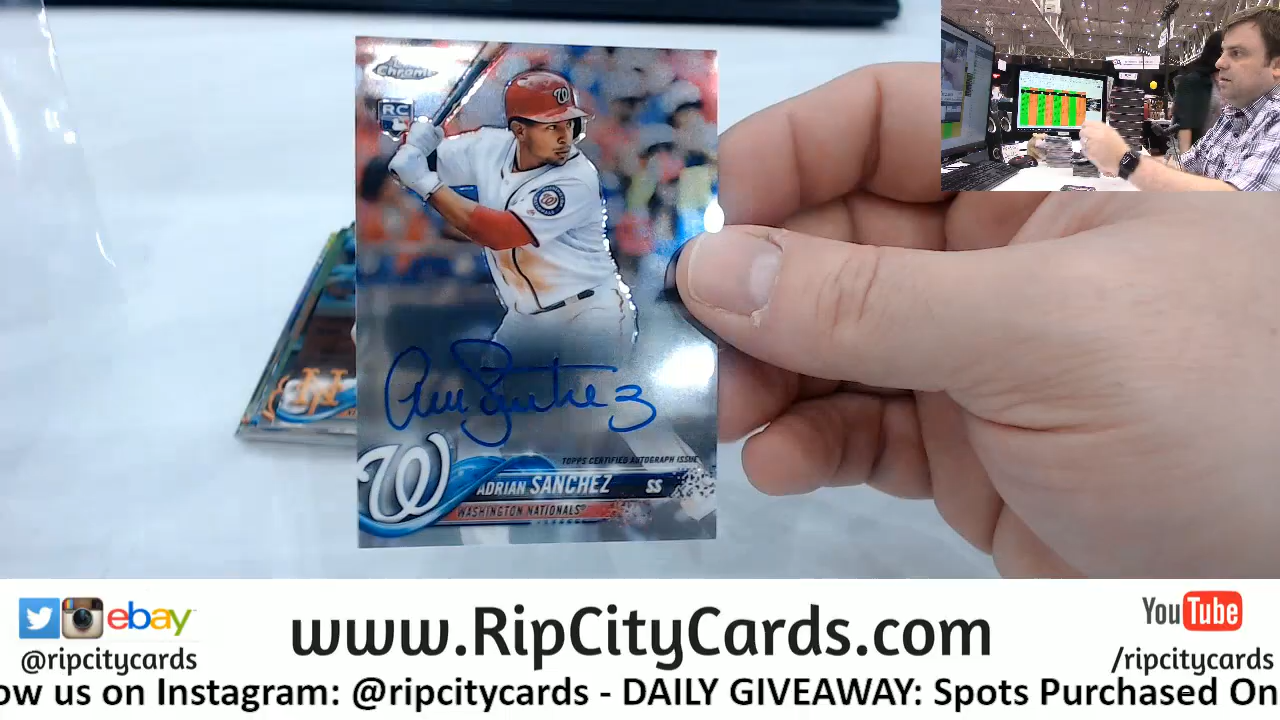 Chrome
RC
W
W
TOPPS CERTIFIED AUTOGRAPH ISSUE
W
ADRIAN SANCHEZ SS
WASHINGTON NATIONALS
ebay
www.RipCityCards.com
YouTube
@ripcitycards
/ripcitycards
ow us on Instagram: @ripcitycards - DAILY GIVEAWAY: Spots Purchased On